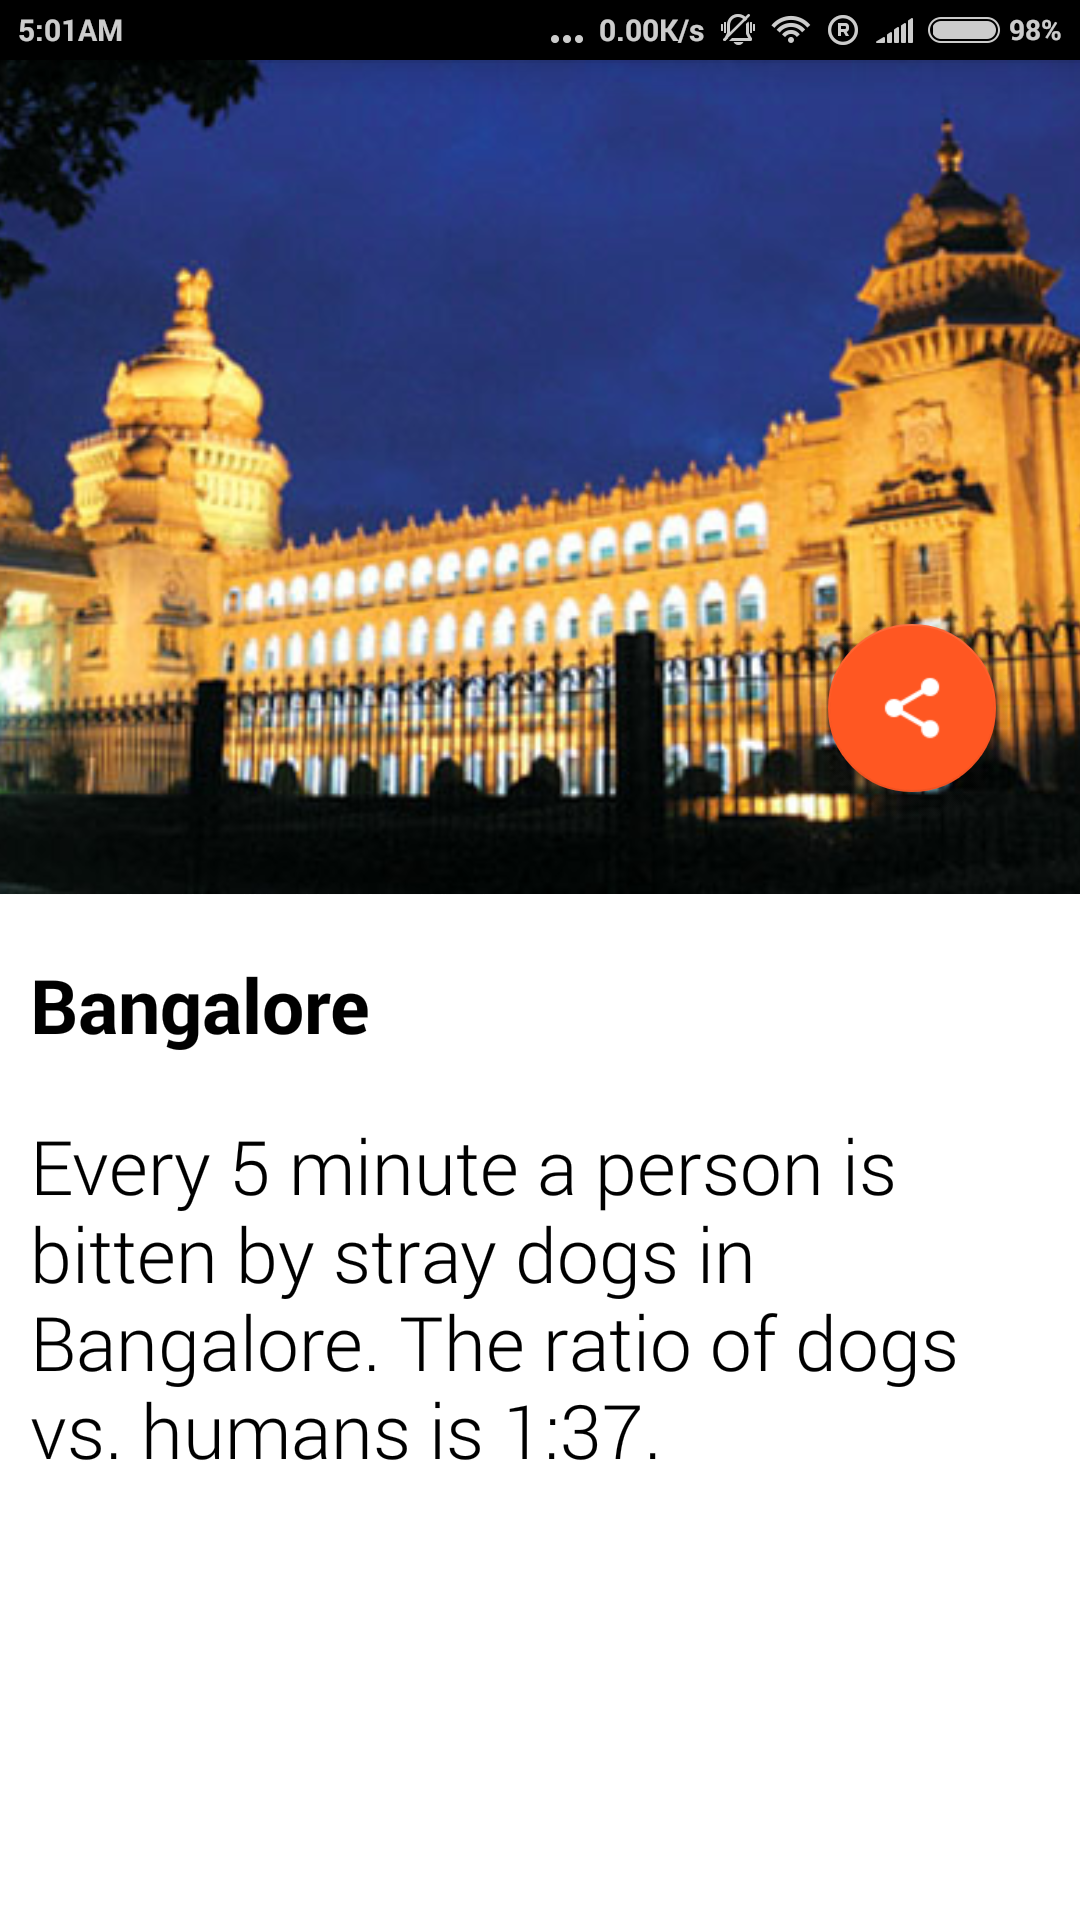 5:01AM
... 0.00K/s R 98%
Bangalore
Every 5 minute a person is
bitten by stray dogs in
Bangalore. The ratio of dogs
vs. humans is 1:37.